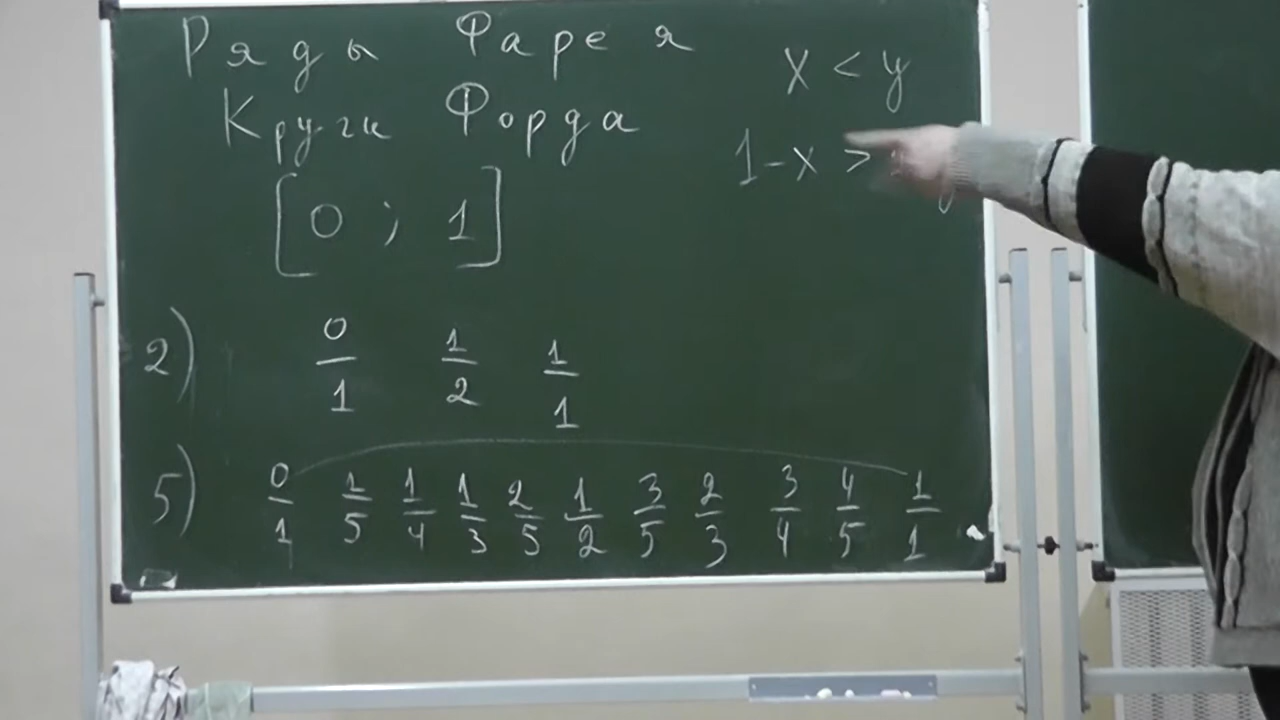 Ряды Фарея
Круги Форда
[0 ; 1]
x < y
1 - x >
2) 0/1 1/2 1/1
5) 0/1 1/5 1/4 1/3 2/5 1/2 3/5 2/3 3/4 4/5 1/1